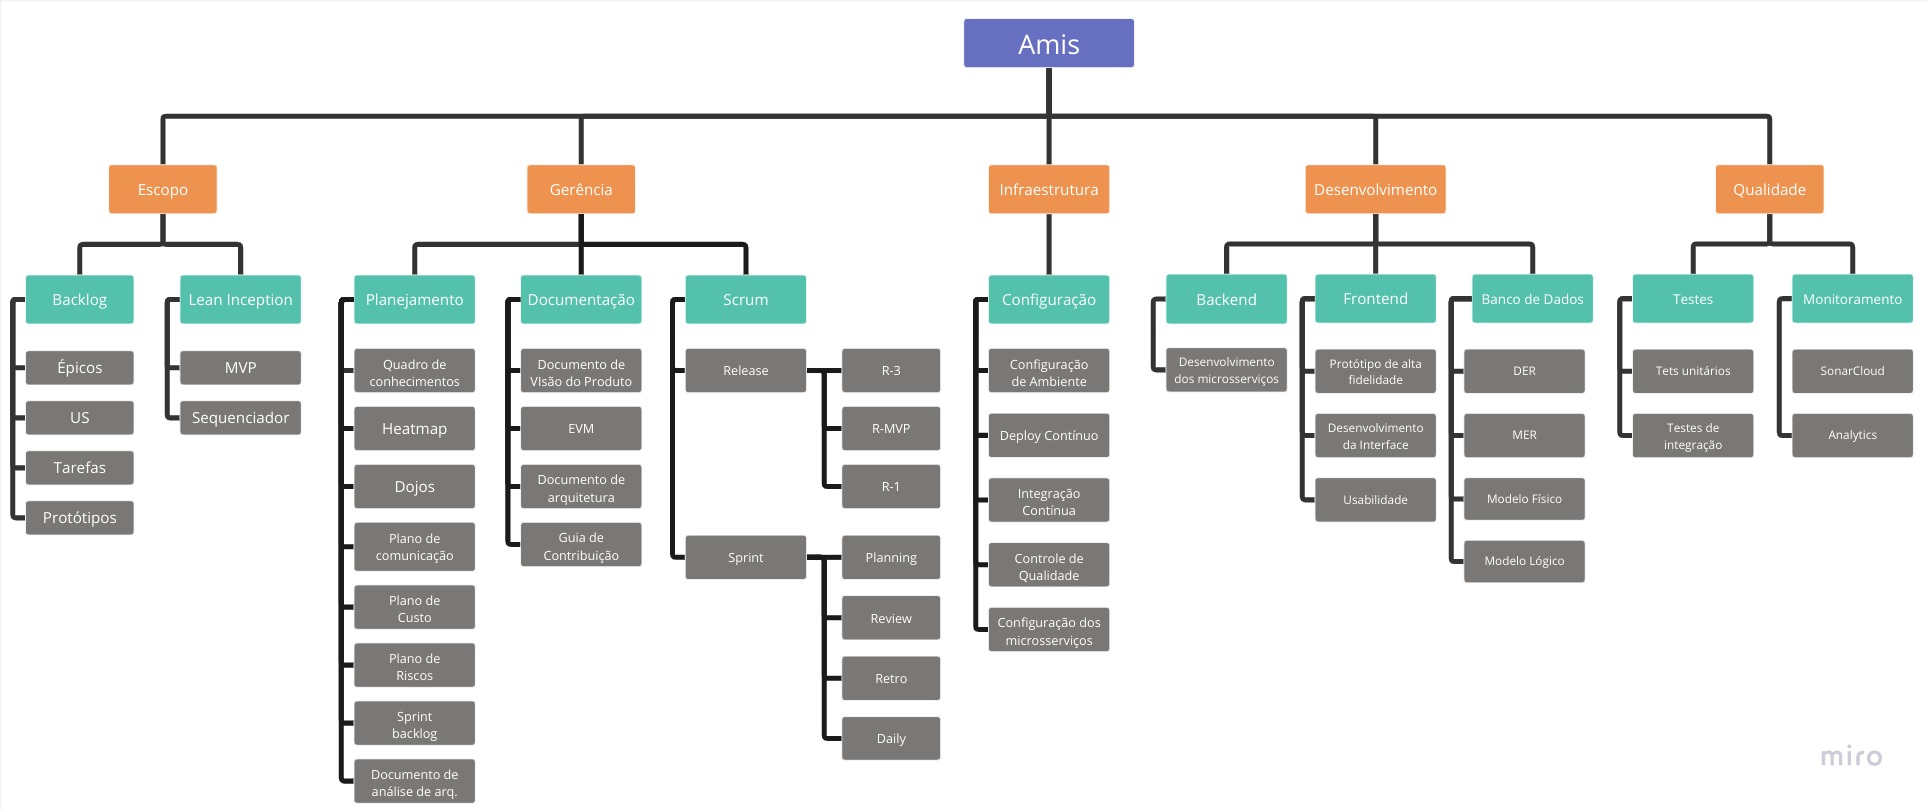 Amis
Escopo
Gerência
Infraestrutura
Desenvolvimento
Qualidade
Backlog
Lean Inception
Planejamento
Documentação
Scrum
Configuração
Backend
Frontend
Banco de Dados
Testes
Monitoramento
Épicos
US
Tarefas
Protótipos
MVP
Sequenciador
Quadro de
conhecimentos
Heatmap
Dojos
Plano de
comunicação
Plano de
Custo
Plano de
Riscos
Sprint
backlog
Documento de
análise de arq.
Documento de
VIsão do Produto
EVM
Documento de
arquitetura
Guia de
Contribuição
Release
R-3
R-MVP
R-1
Sprint
Planning
Review
Retro
Daily
Configuração
de Ambiente
Deploy Contínuo
Integração
Contínua
Controle de
Qualidade
Configuração dos
microsserviços
Desenvolvimento
dos microsserviços
Protótipo de alta
fidelidade
Desenvolvimento
da Interface
Usabilidade
DER
MER
Modelo Físico
Modelo Lógico
Tets unitários
Testes de
integração
SonarCloud
Analytics
miro